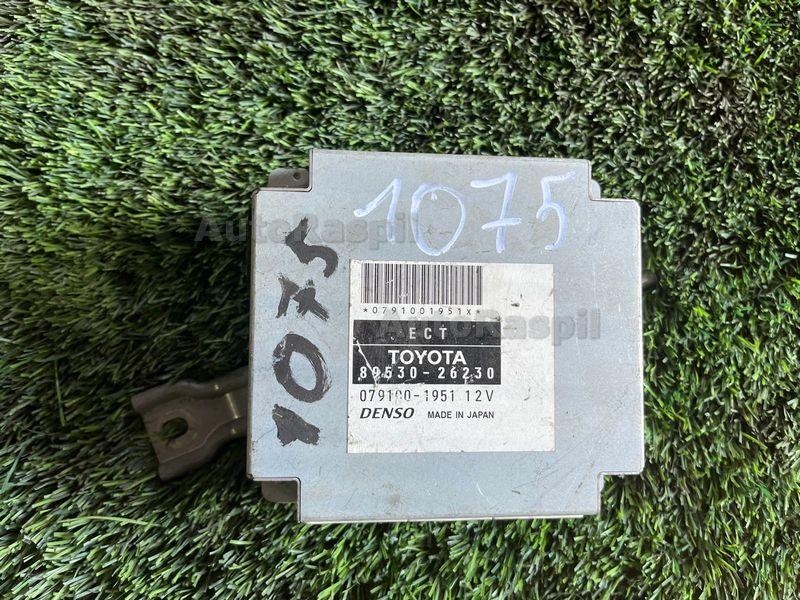 1075
AutoRaspil
1075
*0791001951X*
AutoRaspil
ECT
TOYOTA
89530-26230
079100-1951 12V
DENSO MADE IN JAPAN